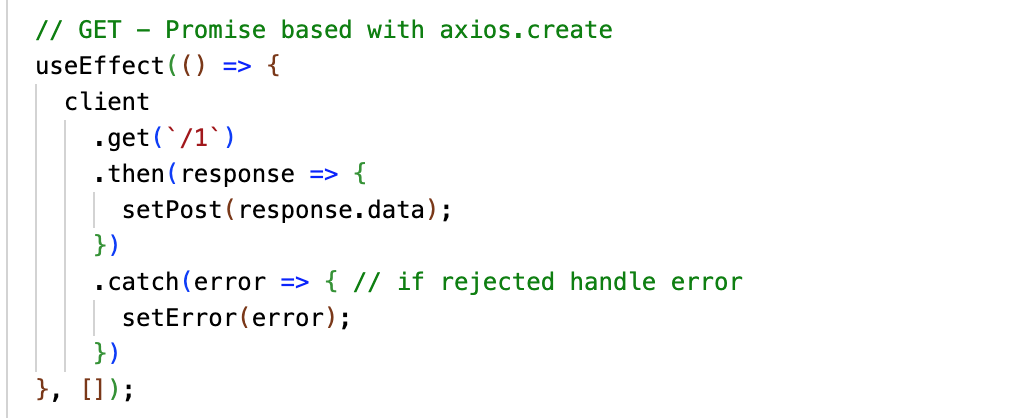 // GET – Promise based with axios.create
useEffect(() => {
client
.get(`/1`)
.then(response => {
setPost(response.data);
})
.catch(error => { // if rejected handle error
setError(error);
})
}, []);